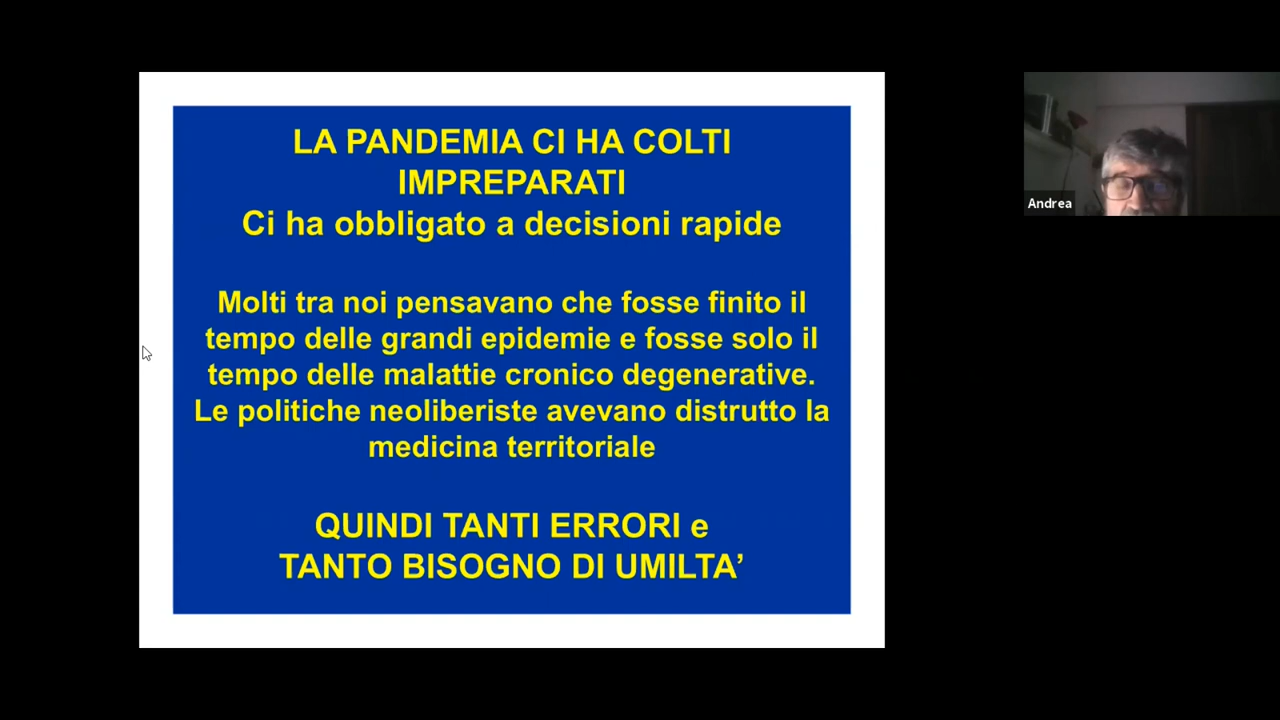 LA PANDEMIA CI HA COLTI
IMPREPARATI
Ci ha obbligato a decisioni rapide
Molti tra noi pensavano che fosse finito il
tempo delle grandi epidemie e fosse solo il
tempo delle malattie cronico degenerative.
Le politiche neoliberiste avevano distrutto la
medicina territoriale
QUINDI TANTI ERRORI e
TANTO BISOGNO DI UMILTA’
Andrea